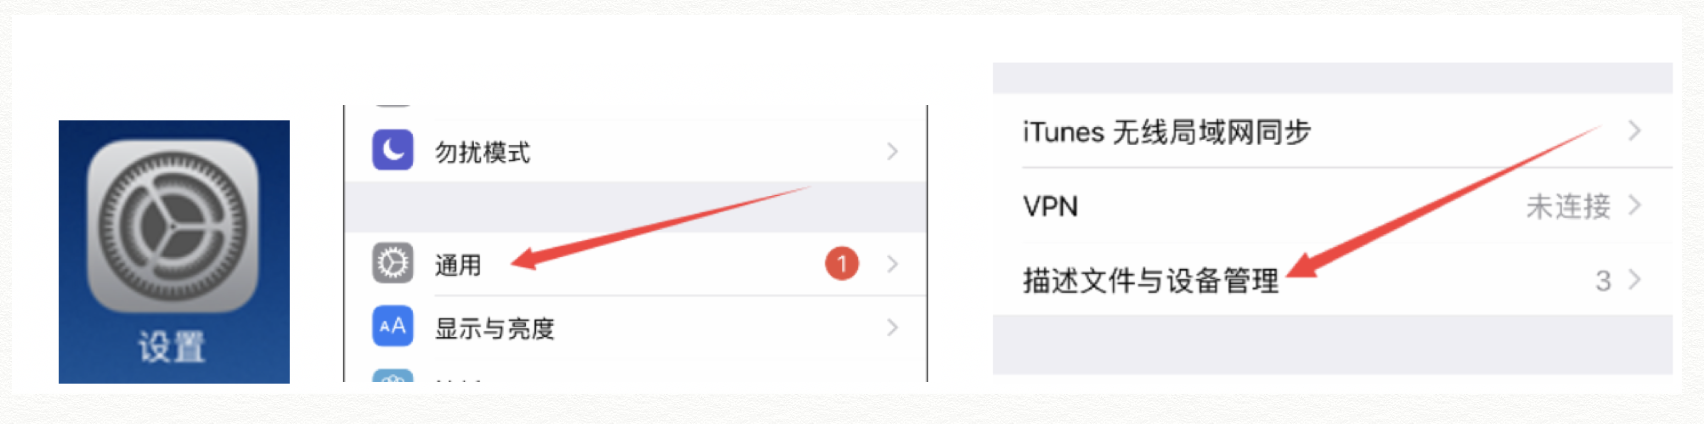 设置
勿扰模式
通用
1
AA
显示与亮度
iTunes 无线局域网同步
VPN
未连接
描述文件与设备管理
3